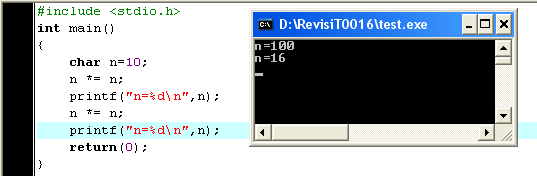 #include <stdio.h>
int main()
{
char n=10;
n *= n;
printf("n=%d\n",n);
n *= n;
printf("n=%d\n",n);
return(0);
}
D:\RevisiT0016\test.exe
n=100
n=16